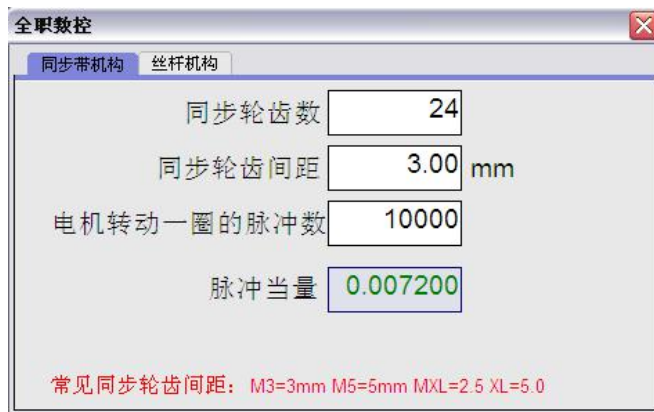 全职数控
同步带机构 丝杆机构
同步轮齿数 24
同步轮齿间距 3.00 mm
电机转动一圈的脉冲数 10000
脉冲当量 0.007200
常见同步轮齿间距：M3=3mm M5=5mm MXL=2.5 XL=5.0